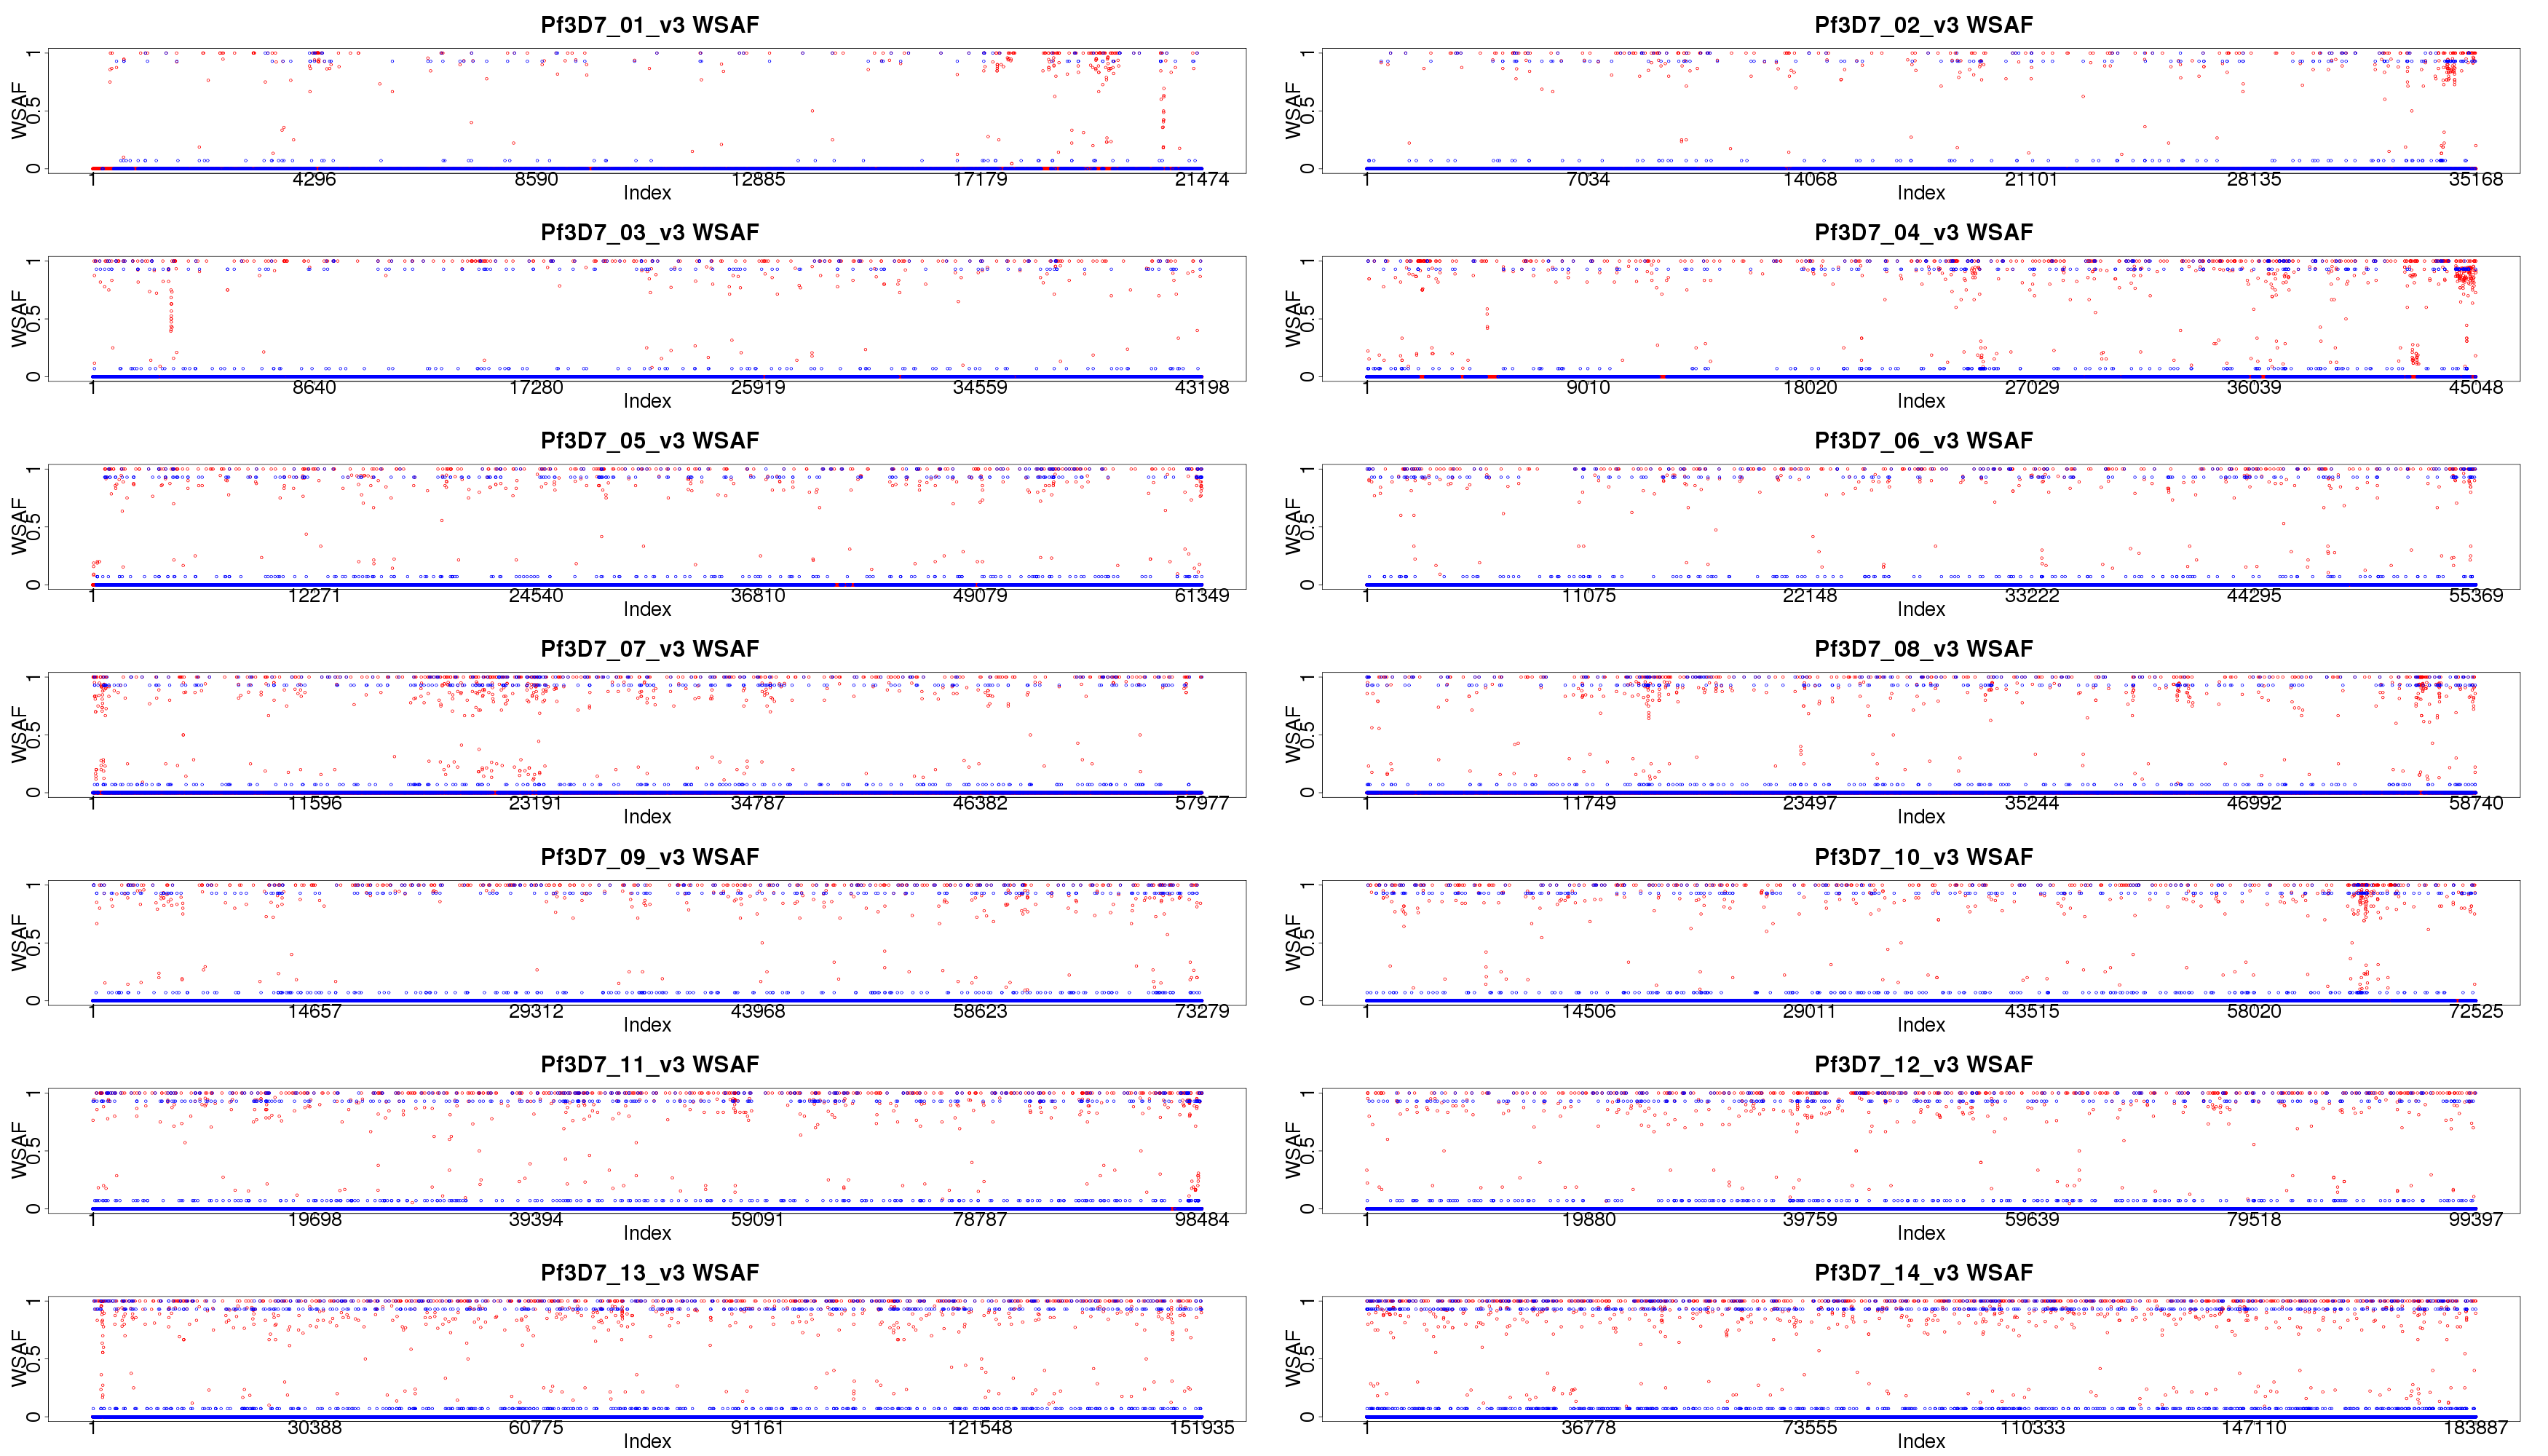 Pf3D7_01_v3 WSAF
WSAF
0 0.5 1
1 4296 8590 12885 17179 21474
Index
Pf3D7_02_v3 WSAF
WSAF
0 0.5 1
1 7034 14068 21101 28135 35168
Index
Pf3D7_03_v3 WSAF
WSAF
0 0.5 1
1 8640 17280 25919 34559 43198
Index
Pf3D7_04_v3 WSAF
WSAF
0 0.5 1
1 9010 18020 27029 36039 45048
Index
Pf3D7_05_v3 WSAF
WSAF
0 0.5 1
1 12271 24540 36810 49079 61349
Index
Pf3D7_06_v3 WSAF
WSAF
0 0.5 1
1 11075 22148 33222 44295 55369
Index
Pf3D7_07_v3 WSAF
WSAF
0 0.5 1
1 11596 23191 34787 46382 57977
Index
Pf3D7_08_v3 WSAF
WSAF
0 0.5 1
1 11749 23497 35244 46992 58740
Index
Pf3D7_09_v3 WSAF
WSAF
0 0.5 1
1 14657 29312 43968 58623 73279
Index
Pf3D7_10_v3 WSAF
WSAF
0 0.5 1
1 14506 29011 43515 58020 72525
Index
Pf3D7_11_v3 WSAF
WSAF
0 0.5 1
1 19698 39394 59091 78787 98484
Index
Pf3D7_12_v3 WSAF
WSAF
0 0.5 1
1 19880 39759 59639 79518 99397
Index
Pf3D7_13_v3 WSAF
WSAF
0 0.5 1
1 30388 60775 91161 121548 151935
Index
Pf3D7_14_v3 WSAF
WSAF
0 0.5 1
1 36778 73555 110333 147110 183887
Index